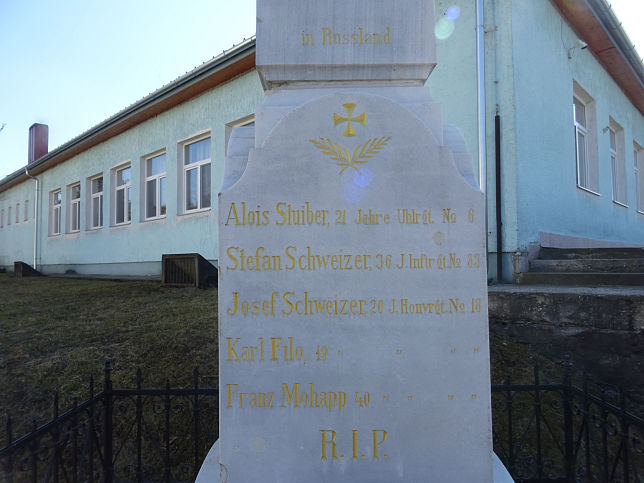 in Russland
Alois Stuiber, 21 Jahre Uhlrgt. No 6
Stefan Schweizer, 36 J. Inftrgt. No 83
Josef Schweizer, 20 J. Honvrgt. No 18
Karl Filo, 19 " " " "
Franz Mohapp 40. " " " " "
R.I.P.